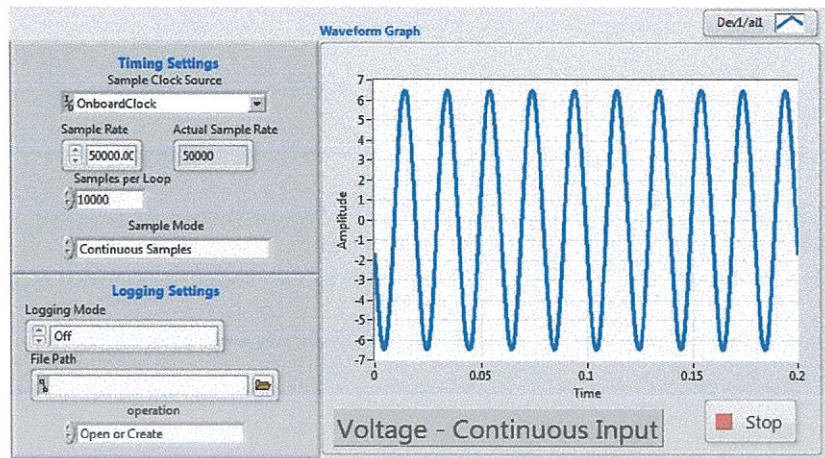 Dev1/ai1
Waveform Graph
Timing Settings
Sample Clock Source
OnboardClock
Sample Rate
Actual Sample Rate
50000.0C
50000
Samples per Loop
10000
Sample Mode
Continuous Samples
Logging Settings
Logging Mode
Off
File Path
operation
Open or Create
Amplitude
7
6
5
4
3
2
1
0
-1
-2
-3
-4
-5
-6
-7
0
0.05
0.1
0.15
0.2
Time
Voltage - Continuous Input
Stop